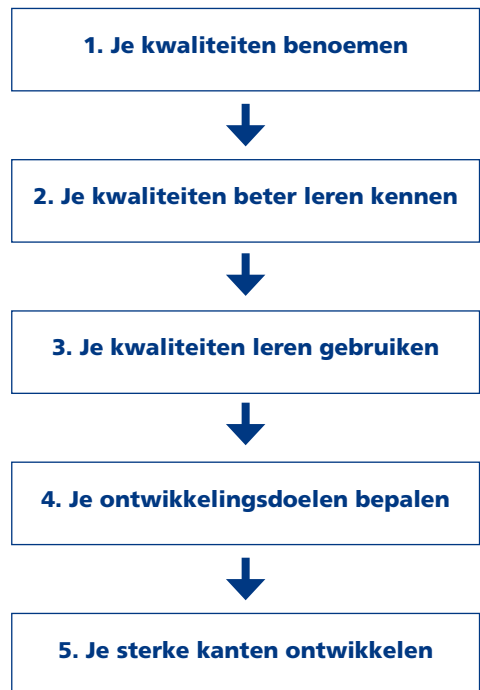 1. Je kwaliteiten benoemen
2. Je kwaliteiten beter leren kennen
3. Je kwaliteiten leren gebruiken
4. Je ontwikkelingsdoelen bepalen
5. Je sterke kanten ontwikkelen